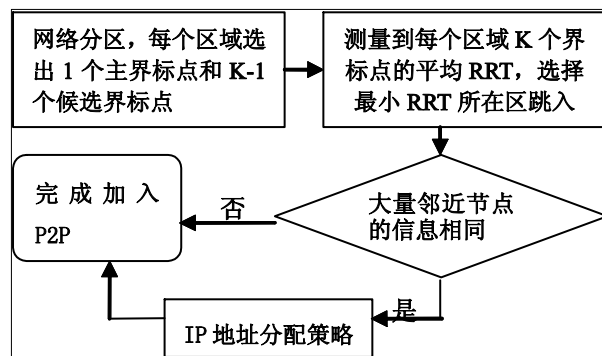 网络分区，每个区域选
出 1 个主界标点和 K-1
个候选界标点
测量到每个区域 K 个界
标点的平均 RRT，选择
最小 RRT 所在区跳入
大量邻近节点
的信息相同
否
完成加入
P2P
是
IP 地址分配策略